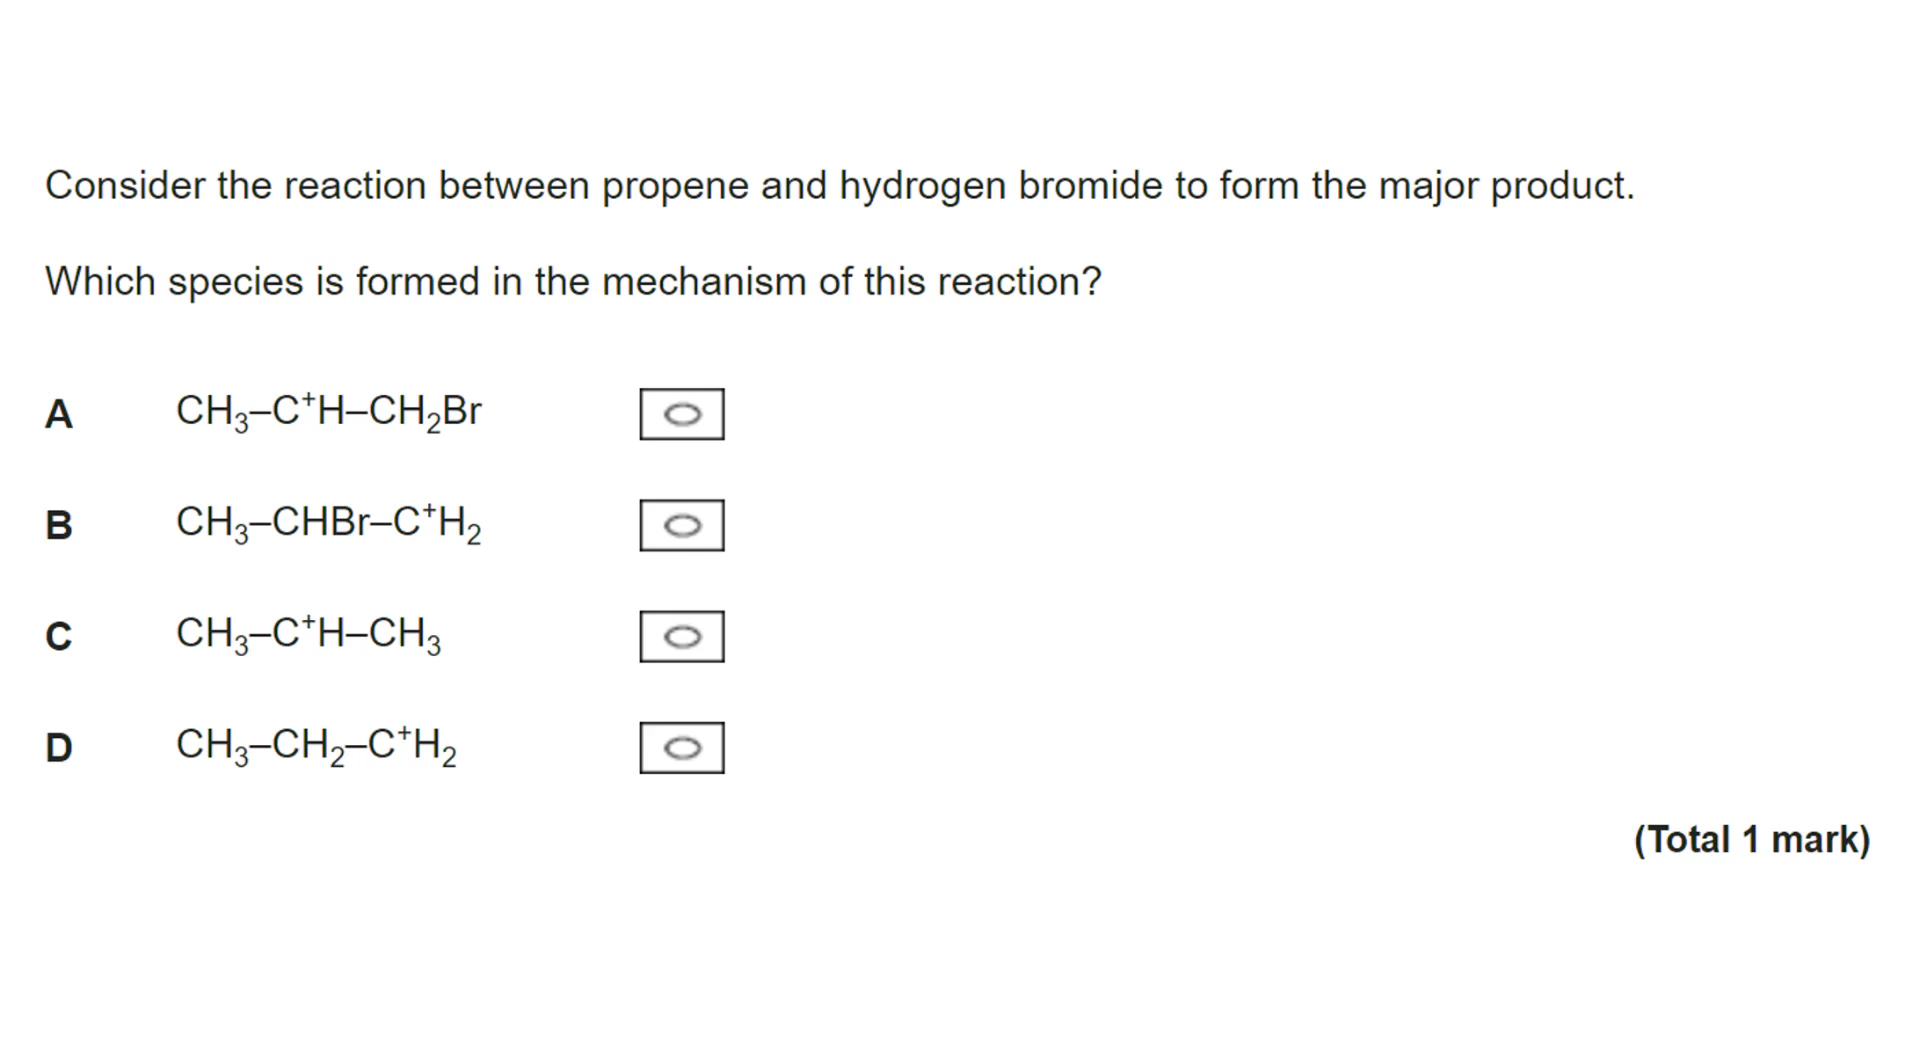 Consider the reaction between propene and hydrogen bromide to form the major product.
Which species is formed in the mechanism of this reaction?
A CH₃–C⁺H–CH₂Br
B CH₃–CHBr–C⁺H₂
C CH₃–C⁺H–CH₃
D CH₃–CH₂–C⁺H₂
(Total 1 mark)